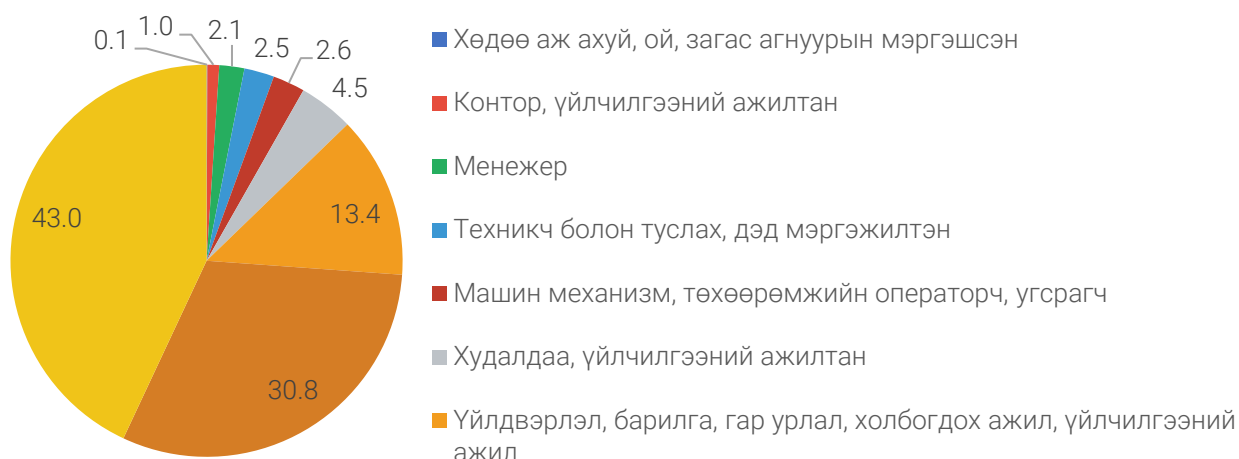 0.1
1.0
2.1
2.5
2.6
4.5
13.4
30.8
43.0
Хөдөө аж ахуй, ой, загас агнуурын мэргэшсэн
Контор, үйлчилгээний ажилтан
Менежер
Техникч болон туслах, дэд мэргэжилтэн
Машин механизм, төхөөрөмжийн операторч, угсрагч
Худалдаа, үйлчилгээний ажилтан
Үйлдвэрлэл, барилга, гар урлал, холбогдох ажил, үйлчилгээний
ажил